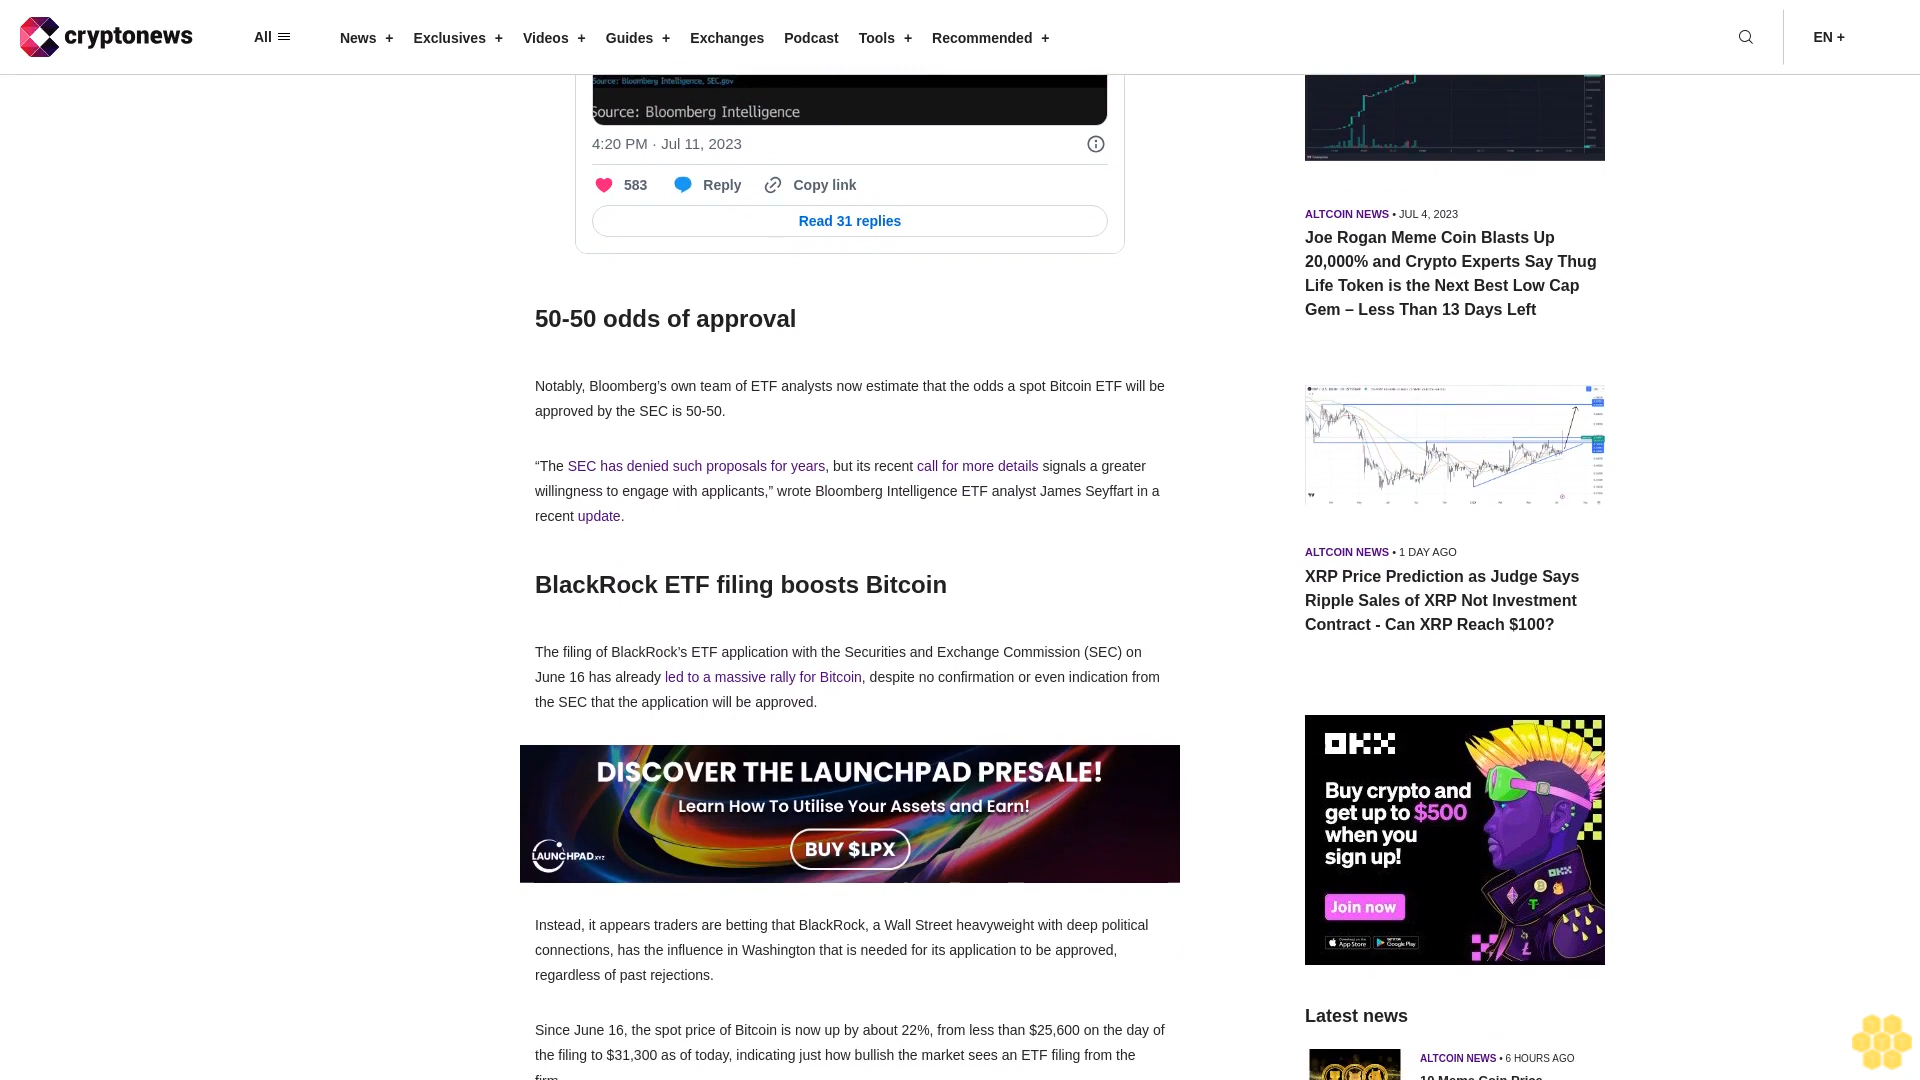 cryptonews
All
News +
Exclusives +
Videos +
Guides +
Exchanges
Podcast
Tools +
Recommended +
EN +
Source: Bloomberg Intelligence, SEC.gov
Source: Bloomberg Intelligence
4:20 PM · Jul 11, 2023
583
Reply
Copy link
Read 31 replies
50-50 odds of approval
Notably, Bloomberg’s own team of ETF analysts now estimate that the odds a spot Bitcoin ETF will be
approved by the SEC is 50-50.
“The SEC has denied such proposals for years, but its recent call for more details signals a greater
willingness to engage with applicants,” wrote Bloomberg Intelligence ETF analyst James Seyffart in a
recent update.
BlackRock ETF filing boosts Bitcoin
The filing of BlackRock’s ETF application with the Securities and Exchange Commission (SEC) on
June 16 has already led to a massive rally for Bitcoin, despite no confirmation or even indication from
the SEC that the application will be approved.
DISCOVER THE LAUNCHPAD PRESALE!
Learn How To Utilise Your Assets and Earn!
LAUNCHPAD.XYZ
BUY $LPX
Instead, it appears traders are betting that BlackRock, a Wall Street heavyweight with deep political
connections, has the influence in Washington that is needed for its application to be approved,
regardless of past rejections.
Since June 16, the spot price of Bitcoin is now up by about 22%, from less than $25,600 on the day of
the filing to $31,300 as of today, indicating just how bullish the market sees an ETF filing from the
firm.
ALTCOIN NEWS • JUL 4, 2023
Joe Rogan Meme Coin Blasts Up
20,000% and Crypto Experts Say Thug
Life Token is the Next Best Low Cap
Gem – Less Than 13 Days Left
ALTCOIN NEWS • 1 DAY AGO
XRP Price Prediction as Judge Says
Ripple Sales of XRP Not Investment
Contract - Can XRP Reach $100?
OKX
Buy crypto and
get up to $500
when you
sign up!
OKX
Join now
Download on the App Store
GET IT ON Google Play
Latest news
ALTCOIN NEWS • 6 HOURS AGO
10 Meme Coin Price